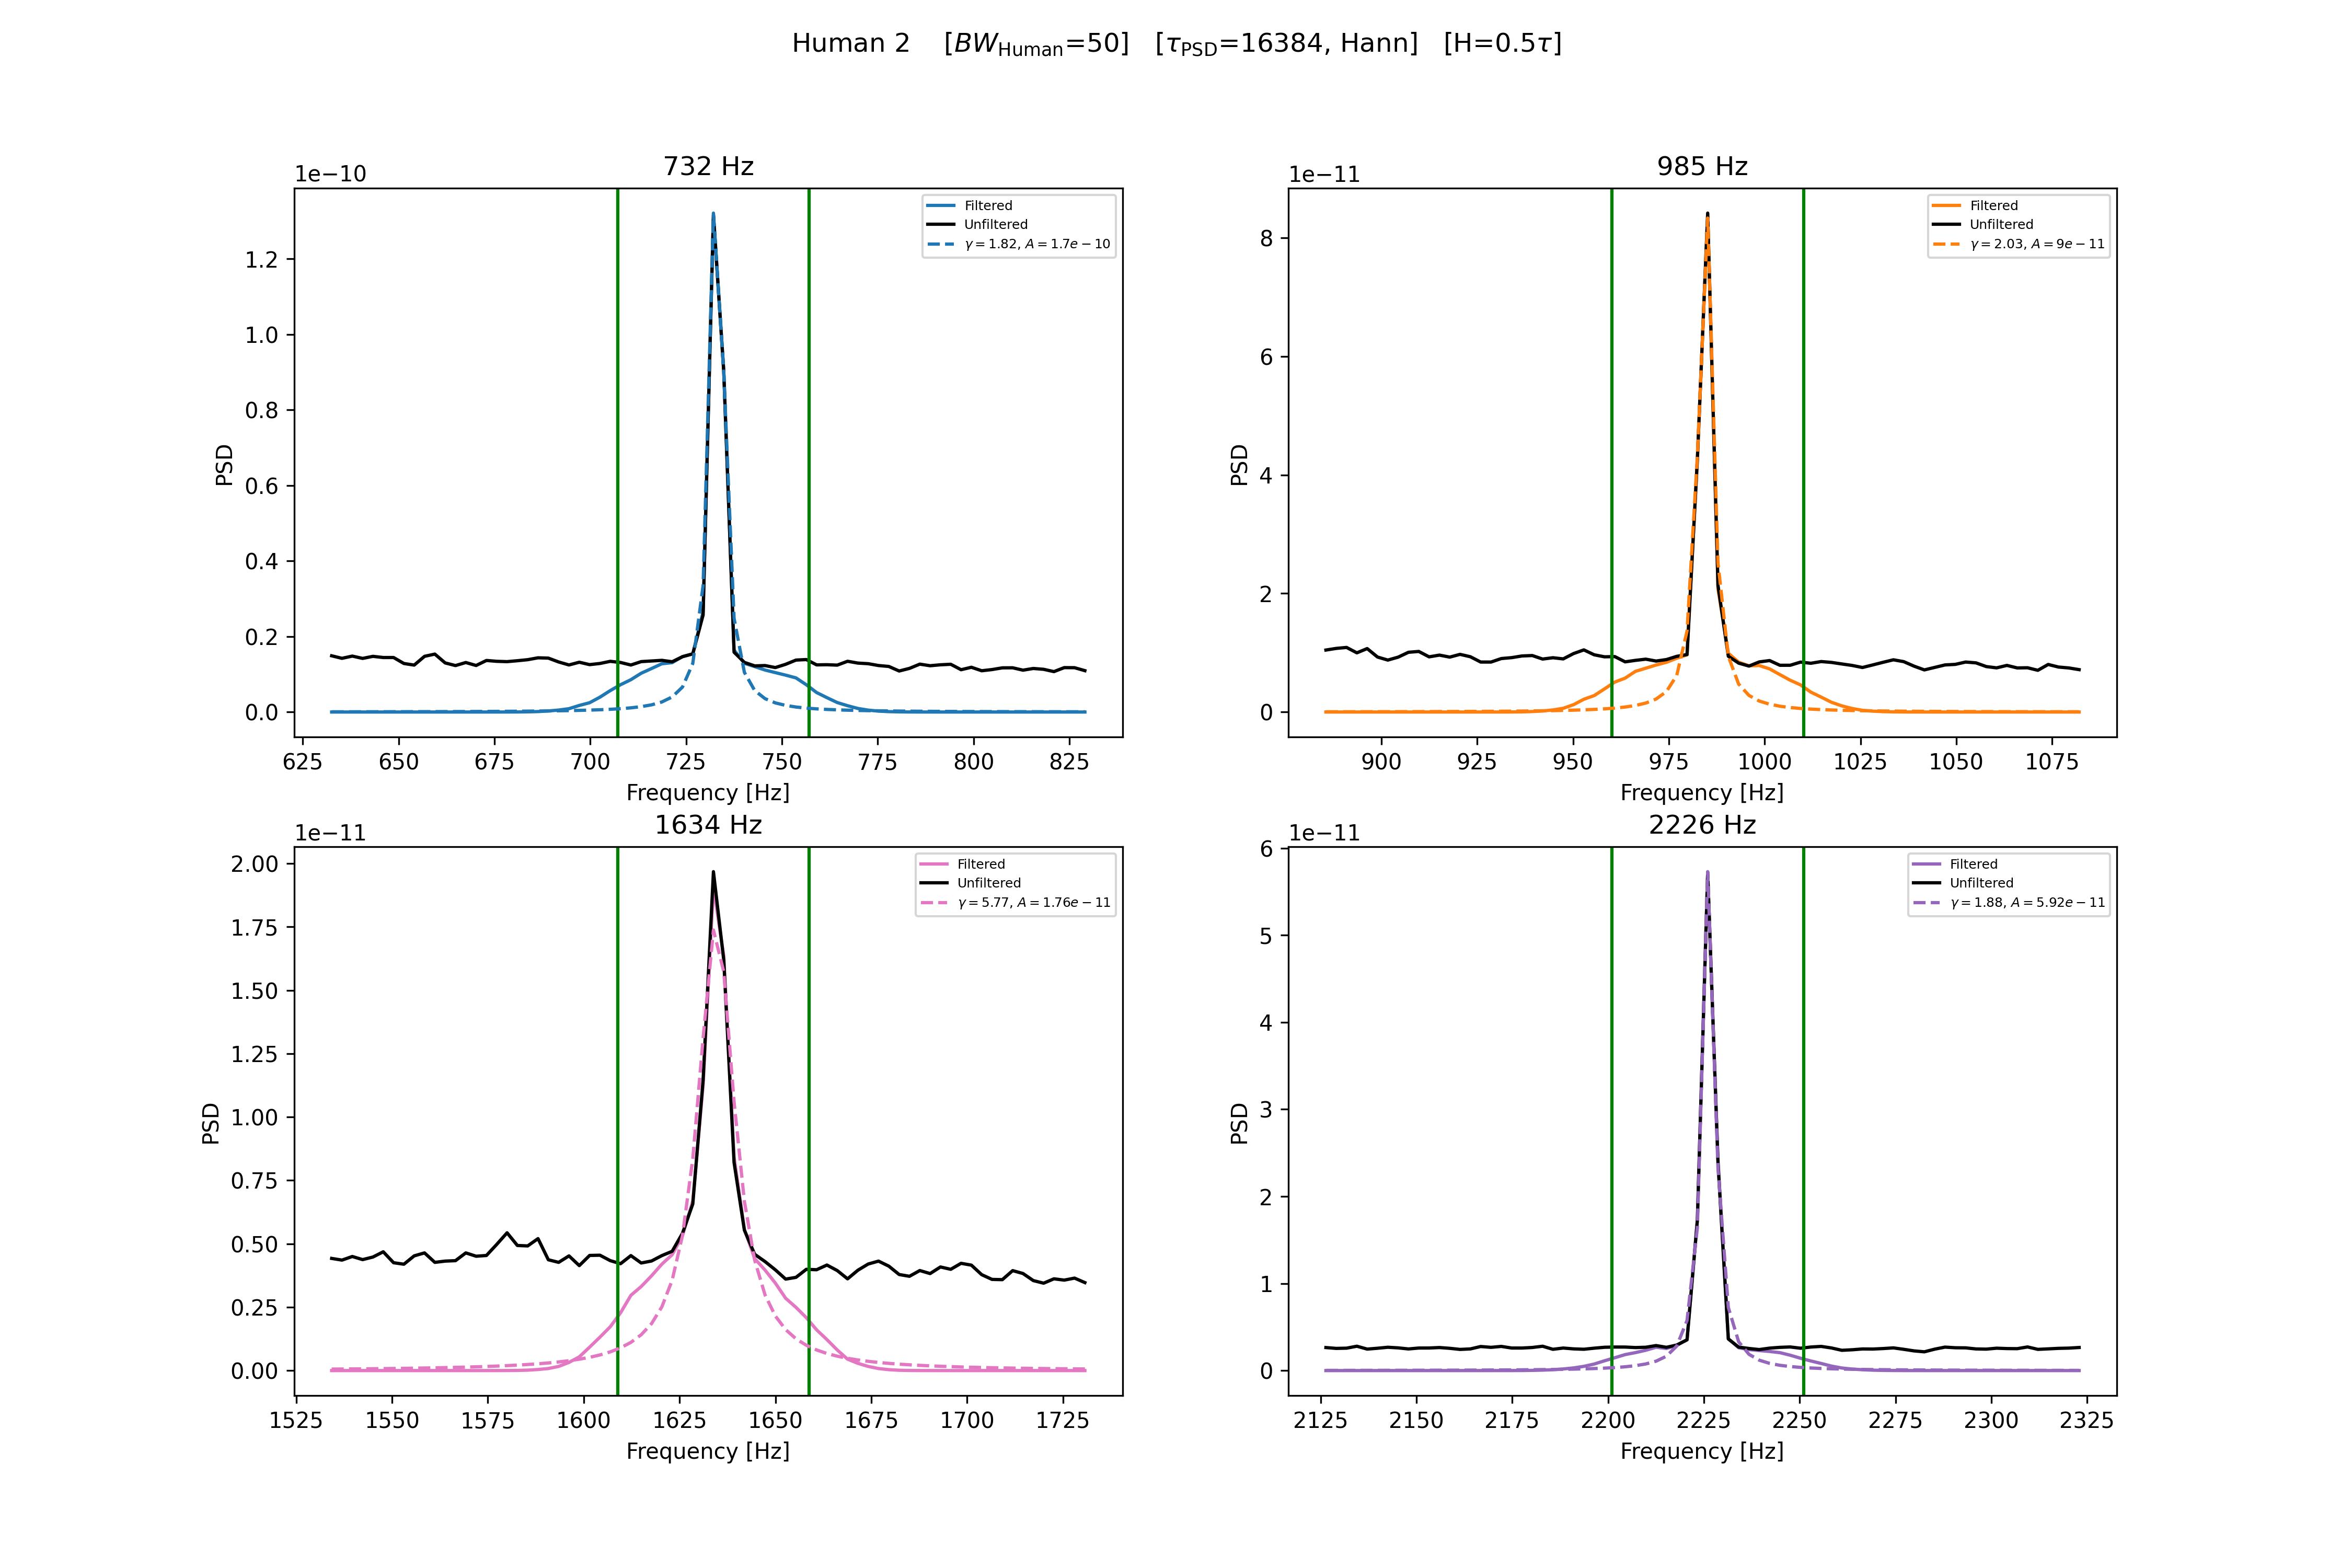 Human 2 [BW_Human=50] [τ_PSD=16384, Hann] [H=0.5τ]
732 Hz
1e−10
Filtered
Unfiltered
γ = 1.82, A = 1.7e − 10
1.2
1.0
0.8
0.6
0.4
0.2
0.0
PSD
625 650 675 700 725 750 775 800 825
Frequency [Hz]
985 Hz
1e−11
Filtered
Unfiltered
γ = 2.03, A = 9e − 11
8
6
4
2
0
PSD
900 925 950 975 1000 1025 1050 1075
Frequency [Hz]
1634 Hz
1e−11
Filtered
Unfiltered
γ = 5.77, A = 1.76e − 11
2.00
1.75
1.50
1.25
1.00
0.75
0.50
0.25
0.00
PSD
1525 1550 1575 1600 1625 1650 1675 1700 1725
Frequency [Hz]
2226 Hz
1e−11
Filtered
Unfiltered
γ = 1.88, A = 5.92e − 11
6
5
4
3
2
1
0
PSD
2125 2150 2175 2200 2225 2250 2275 2300 2325
Frequency [Hz]